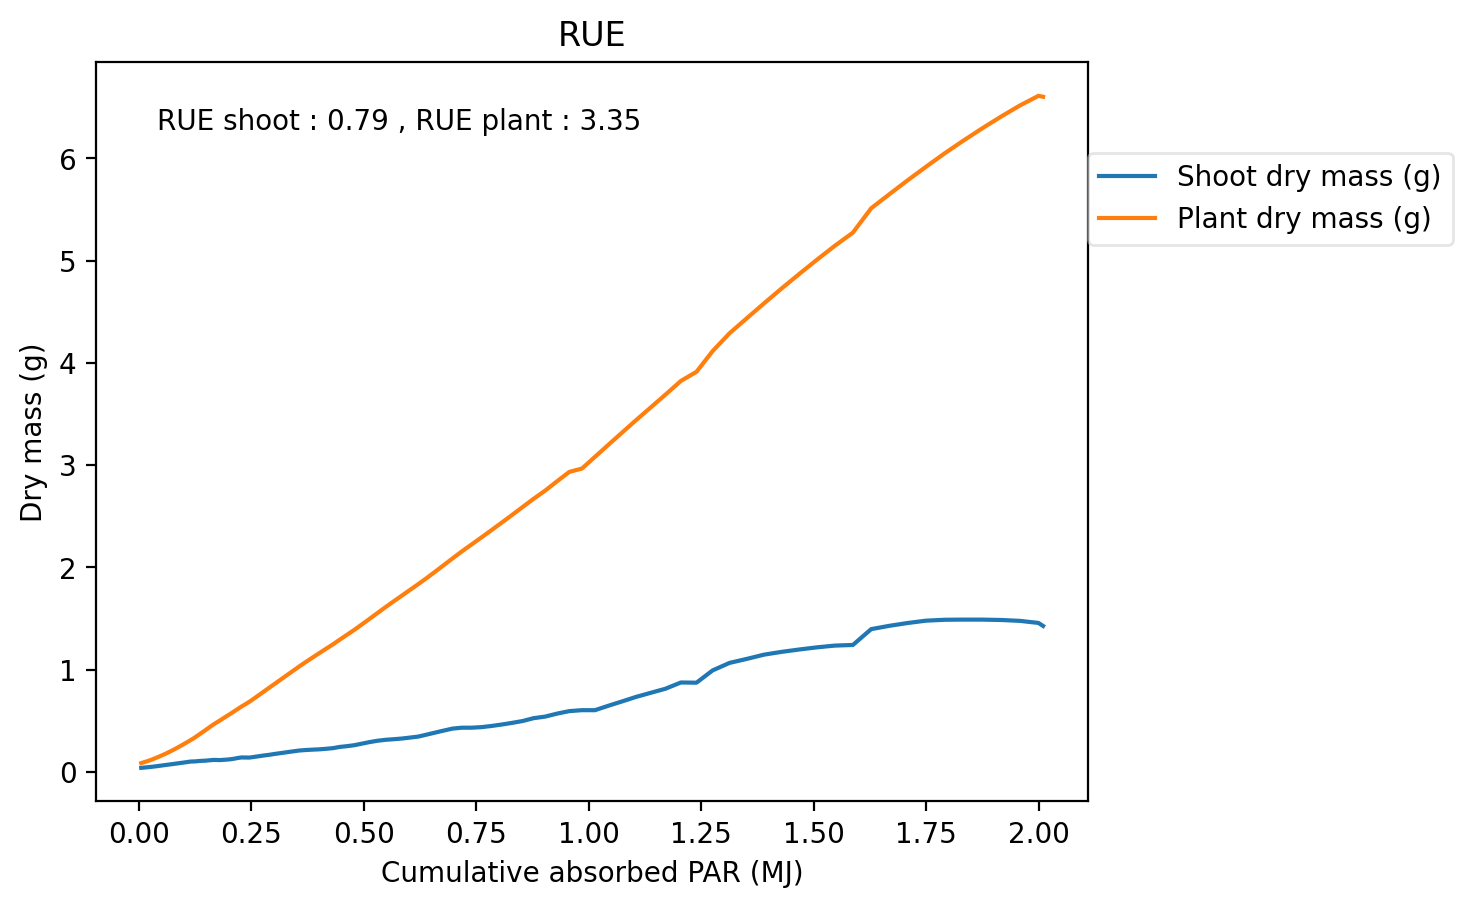 RUE
RUE shoot : 0.79 , RUE plant : 3.35
Shoot dry mass (g)
Plant dry mass (g)
Dry mass (g)
6
5
4
3
2
1
0
0.00 0.25 0.50 0.75 1.00 1.25 1.50 1.75 2.00
Cumulative absorbed PAR (MJ)